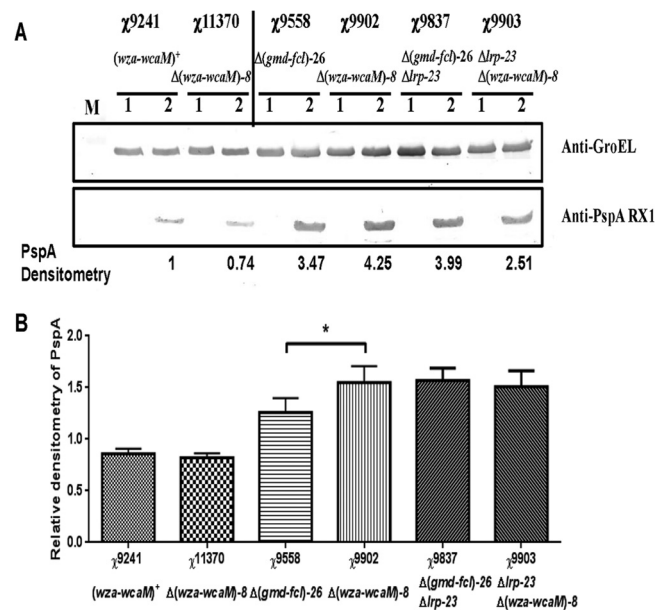 A
χ9241 χ11370 χ9558 χ9902 χ9837 χ9903
(wza-wcaM)+ Δ(wza-wcaM)-8 Δ(gmd-fcl)-26 Δ(wza-wcaM)-8 Δ(gmd-fcl)-26 Δlrp-23 Δlrp-23 Δ(wza-wcaM)-8
M 1 2 1 2 1 2 1 2 1 2 1 2
Anti-GroEL
Anti-PspA RX1
PspA
Densitometry 1 0.74 3.47 4.25 3.99 2.51
B
Relative densitometry of PspA
2.0
1.5
1.0
0.5
0.0
*
χ9241 χ11370 χ9558 χ9902 χ9837 χ9903
(wza-wcaM)+ Δ(wza-wcaM)-8 Δ(gmd-fcl)-26 Δ(wza-wcaM)-8 Δ(gmd-fcl)-26 Δlrp-23
Δlrp-23 Δ(wza-wcaM)-8